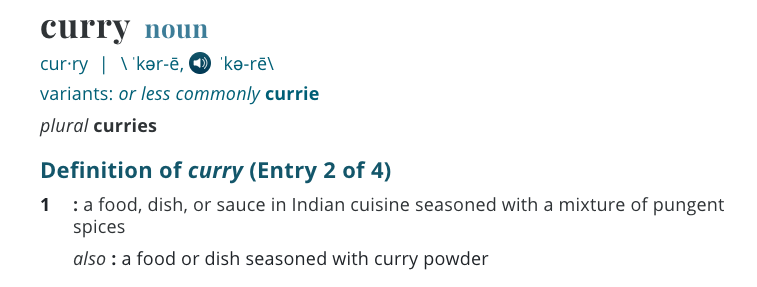 curry noun
cur·ry | \ ˈkər-ē, ˈkə-rē\
variants: or less commonly currie
plural curries
Definition of curry (Entry 2 of 4)
1 : a food, dish, or sauce in Indian cuisine seasoned with a mixture of pungent
spices
also : a food or dish seasoned with curry powder